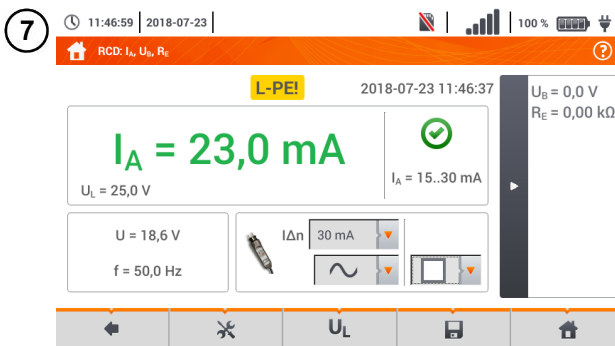 7
11:46:59 2018-07-23 100 %
RCD: IA, UB, RE
L-PE! 2018-07-23 11:46:37
IA = 23,0 mA
UL = 25,0 V
IA = 15..30 mA
UB = 0,0 V
RE = 0,00 kΩ
U = 18,6 V
f = 50,0 Hz
IΔn 30 mA
UL